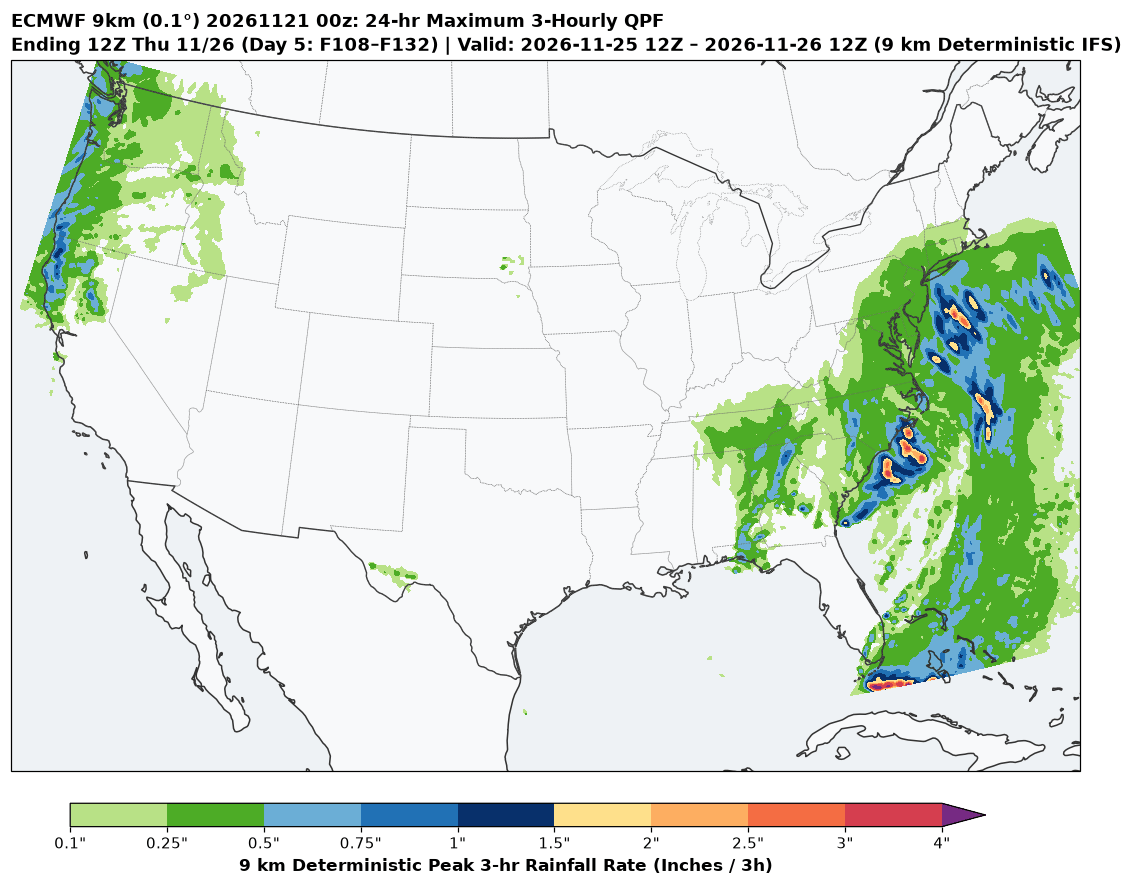 ECMWF 9km (0.1°) 20261121 00z: 24-hr Maximum 3-Hourly QPF
Ending 12Z Thu 11/26 (Day 5: F108–F132) | Valid: 2026-11-25 12Z – 2026-11-26 12Z (9 km Deterministic IFS)
0.1" 0.25" 0.5" 0.75" 1" 1.5" 2" 2.5" 3" 4"
9 km Deterministic Peak 3-hr Rainfall Rate (Inches / 3h)